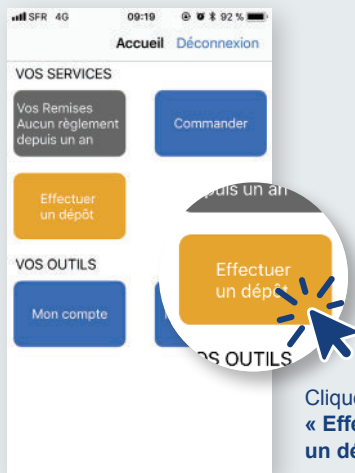 SFR 4G 09:19 92 %
Accueil Déconnexion
VOS SERVICES
Vos Remises
Aucun règlement
depuis un an
Commander
Effectuer
un dépôt
puis un an
Effectuer
un dépôt
VOS OUTILS
OS OUTILS
Mon compte
Clique
« Effe
un dé